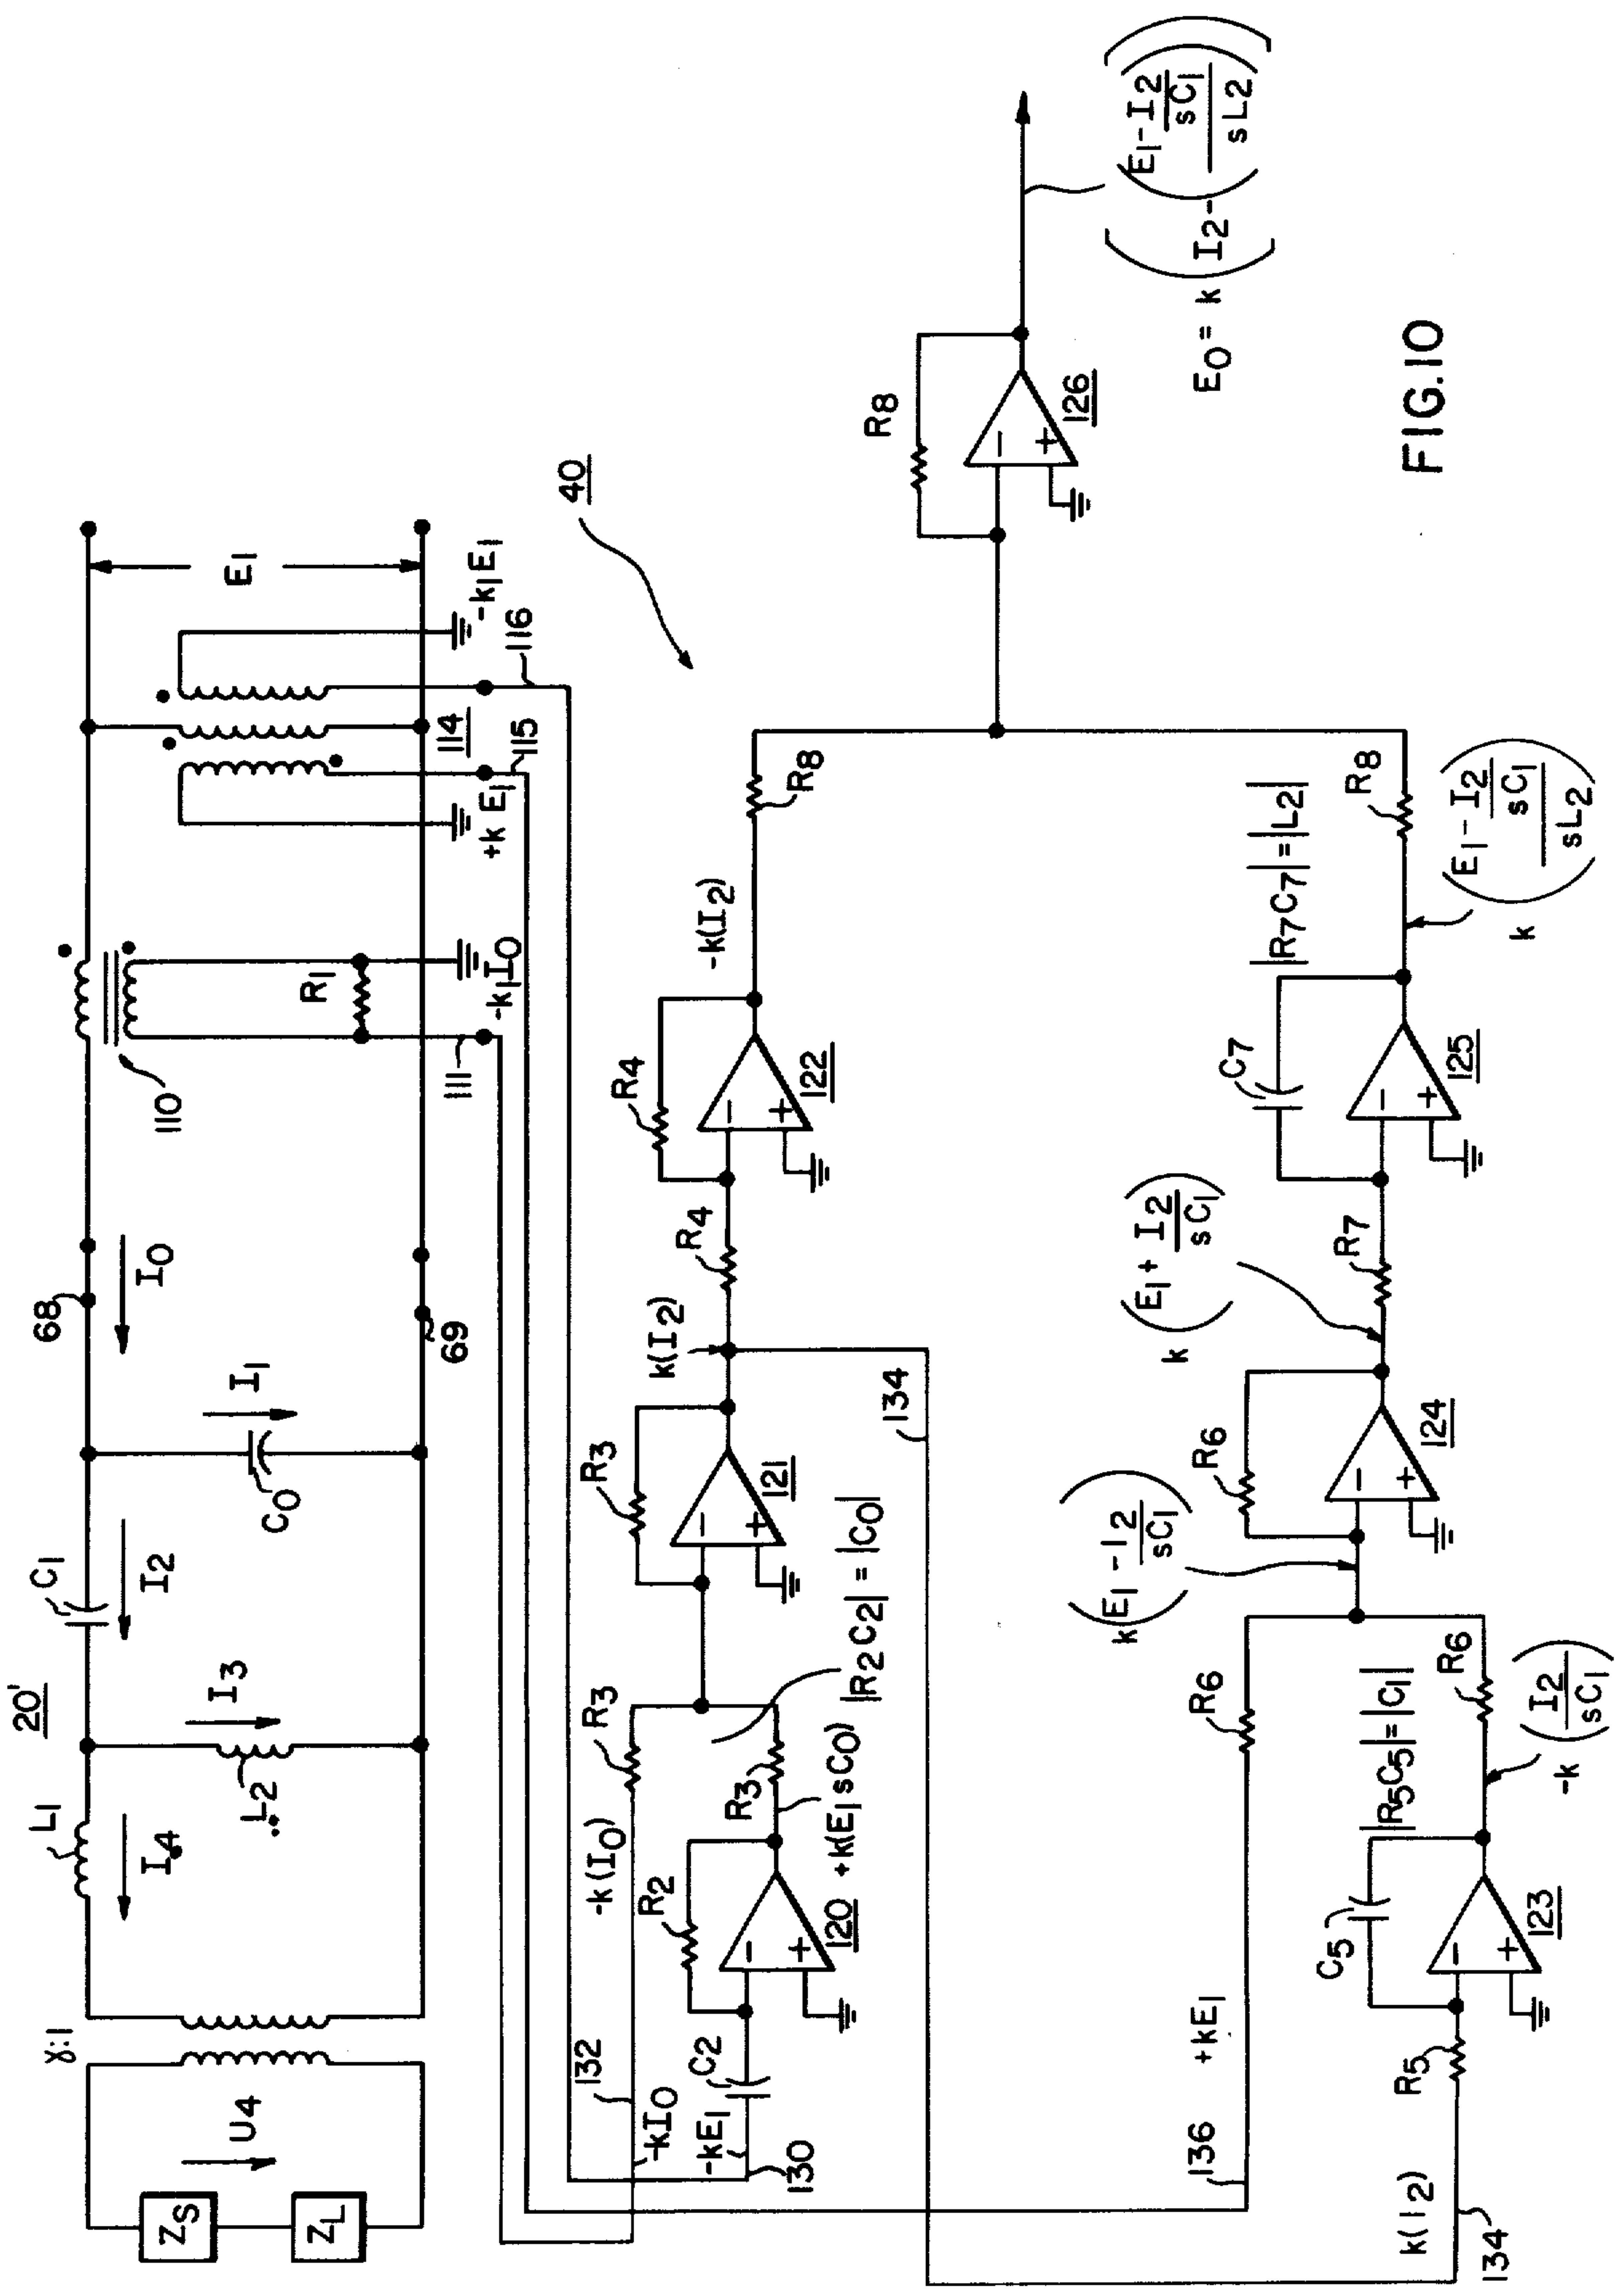 20'
γ:1
L1
C1
68
I4
I3
I2
I1
I0
L2
C0
69
U4
ZS
ZL
110
R1
111
-k1I0
E1
+k E1
114
115
-k1E1
116
40
132
-kI0
-k(I0)
R3
R3
R4
-kE1
130
C2
R2
120
+k(E1sC0)
R3
|R2C2| = |C0|
121
k(I2)
R4
122
-k(I2)
R8
R8
126
E0 = k (I2 - (E1 - I2/sC1 / sL2))
134
136
+kE1
R6
k(E1 - I2/sC1)
R6
124
k (E1 + I2/sC1)
R7
C7
125
|R7C7| = |L2|
R8
k (E1 - I2/sC1 / sL2)
k(I2)
134
R5
C5
123
|R5C5| = |C1|
R6
-k (I2/sC1)
FIG.10